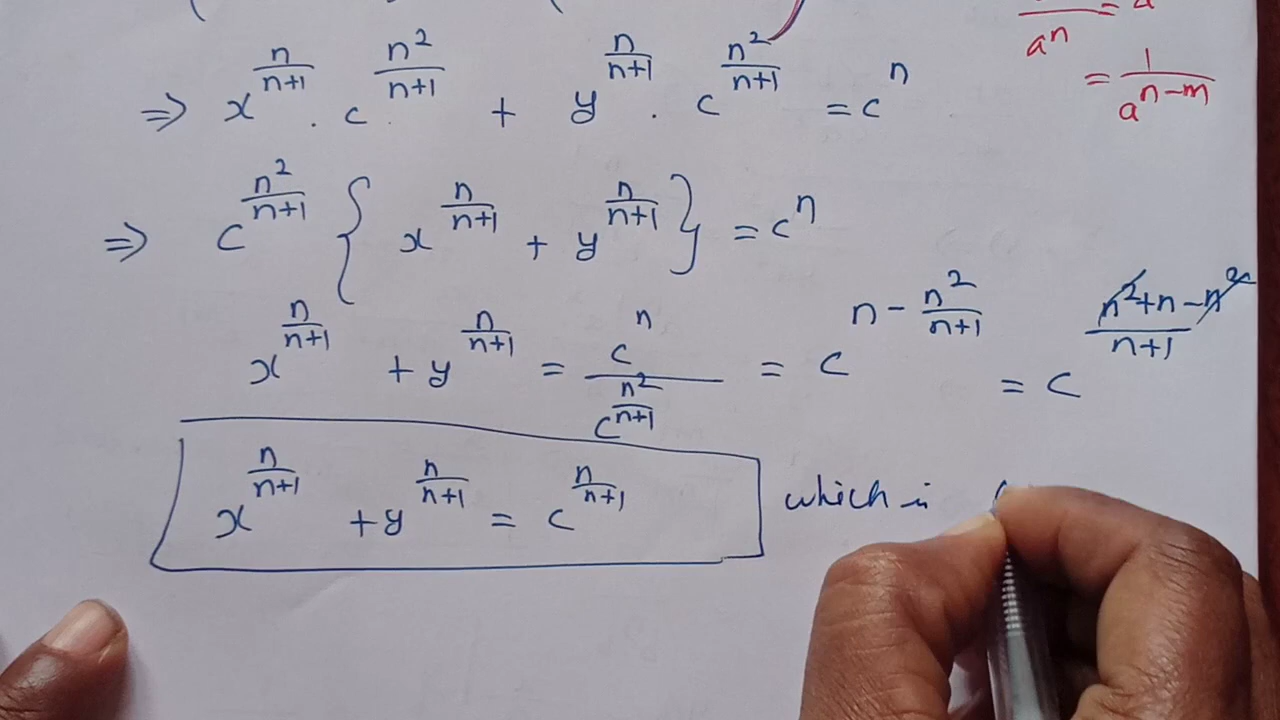 a^n = a
= 1/a^(n-m)
⇒ x^(n/(n+1)) . c^(n²/(n+1)) + y^(n/(n+1)) . c^(n²/(n+1)) = c^n
⇒ c^(n²/(n+1)) { x^(n/(n+1)) + y^(n/(n+1)) } = c^n
x^(n/(n+1)) + y^(n/(n+1)) = c^n / c^(n²/(n+1)) = c^(n - n²/(n+1)) = c^((n²+n-n²)/(n+1))
x^(n/(n+1)) + y^(n/(n+1)) = c^(n/(n+1)) which is